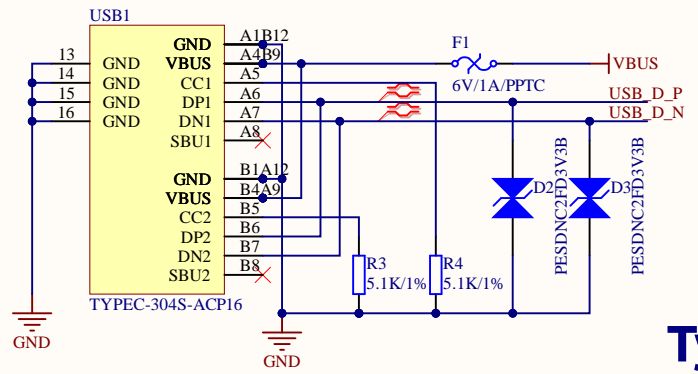 USB1
GND A1B12
VBUS A4B9
CC1 A5
DP1 A6
DN1 A7
SBU1 A8
GND B1A12
VBUS B4A9
CC2 B5
DP2 B6
DN2 B7
SBU2 B8
13 GND
14 GND
15 GND
16 GND
TYPEC-304S-ACP16
GND
GND
F1
6V/1A/PPTC
VBUS
USB_D_P
USB_D_N
D2
PESDNC2FD3V3B
D3
PESDNC2FD3V3B
R3
5.1K/1%
R4
5.1K/1%